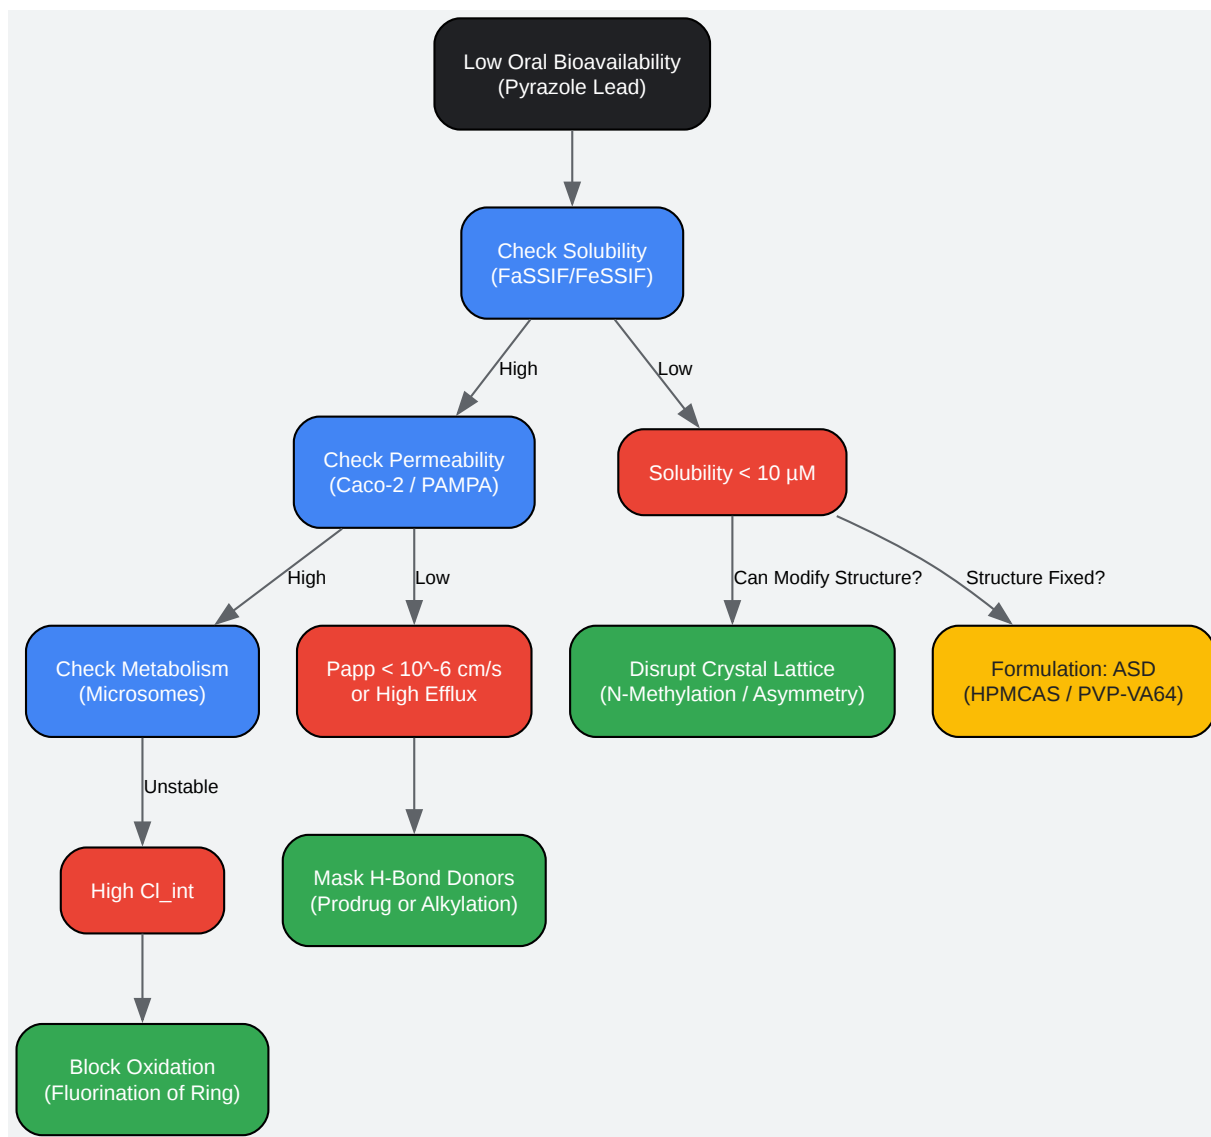 Low Oral Bioavailability
(Pyrazole Lead)
Check Solubility
(FaSSIF/FeSSIF)
High
Low
Check Permeability
(Caco-2 / PAMPA)
Solubility < 10 µM
High
Low
Can Modify Structure?
Structure Fixed?
Check Metabolism
(Microsomes)
Papp < 10^-6 cm/s
or High Efflux
Disrupt Crystal Lattice
(N-Methylation / Asymmetry)
Formulation: ASD
(HPMCAS / PVP-VA64)
Unstable
High Cl_int
Mask H-Bond Donors
(Prodrug or Alkylation)
Block Oxidation
(Fluorination of Ring)